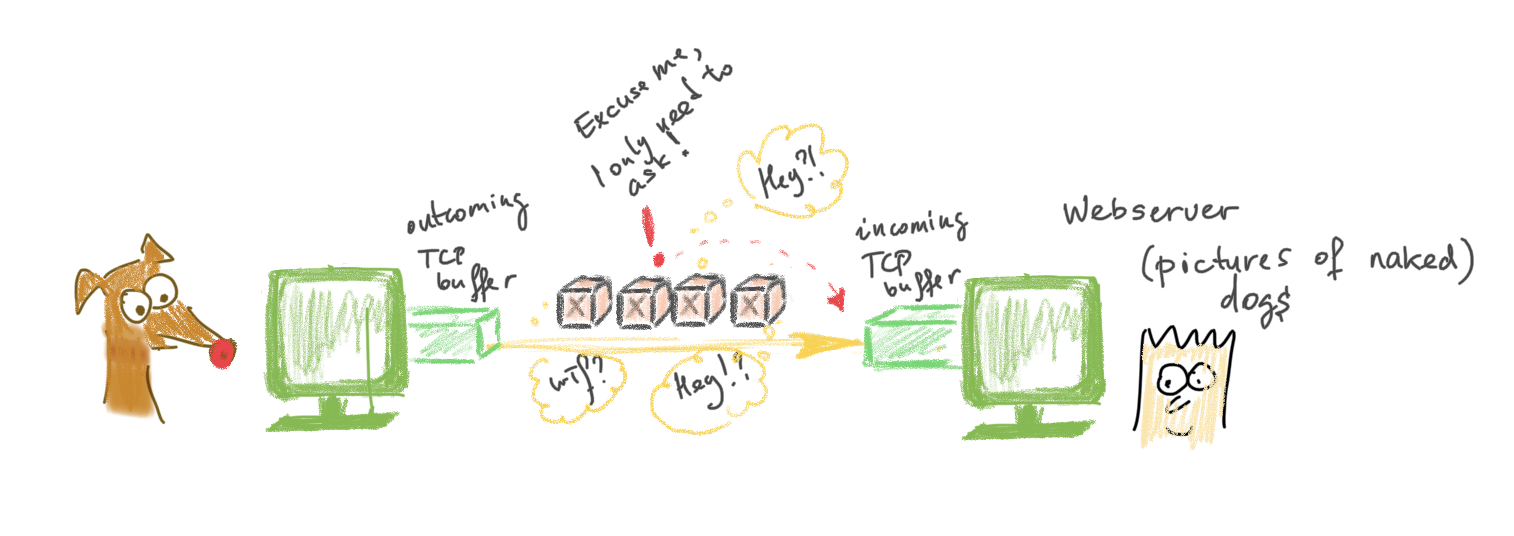 Excuse me,
I only need to
ask!
Hey?!
outcoming
TCP
buffer
incoming
TCP
buffer
Webserver
(pictures of naked)
dogs
X
X
X
X
WTF?
Hey!?